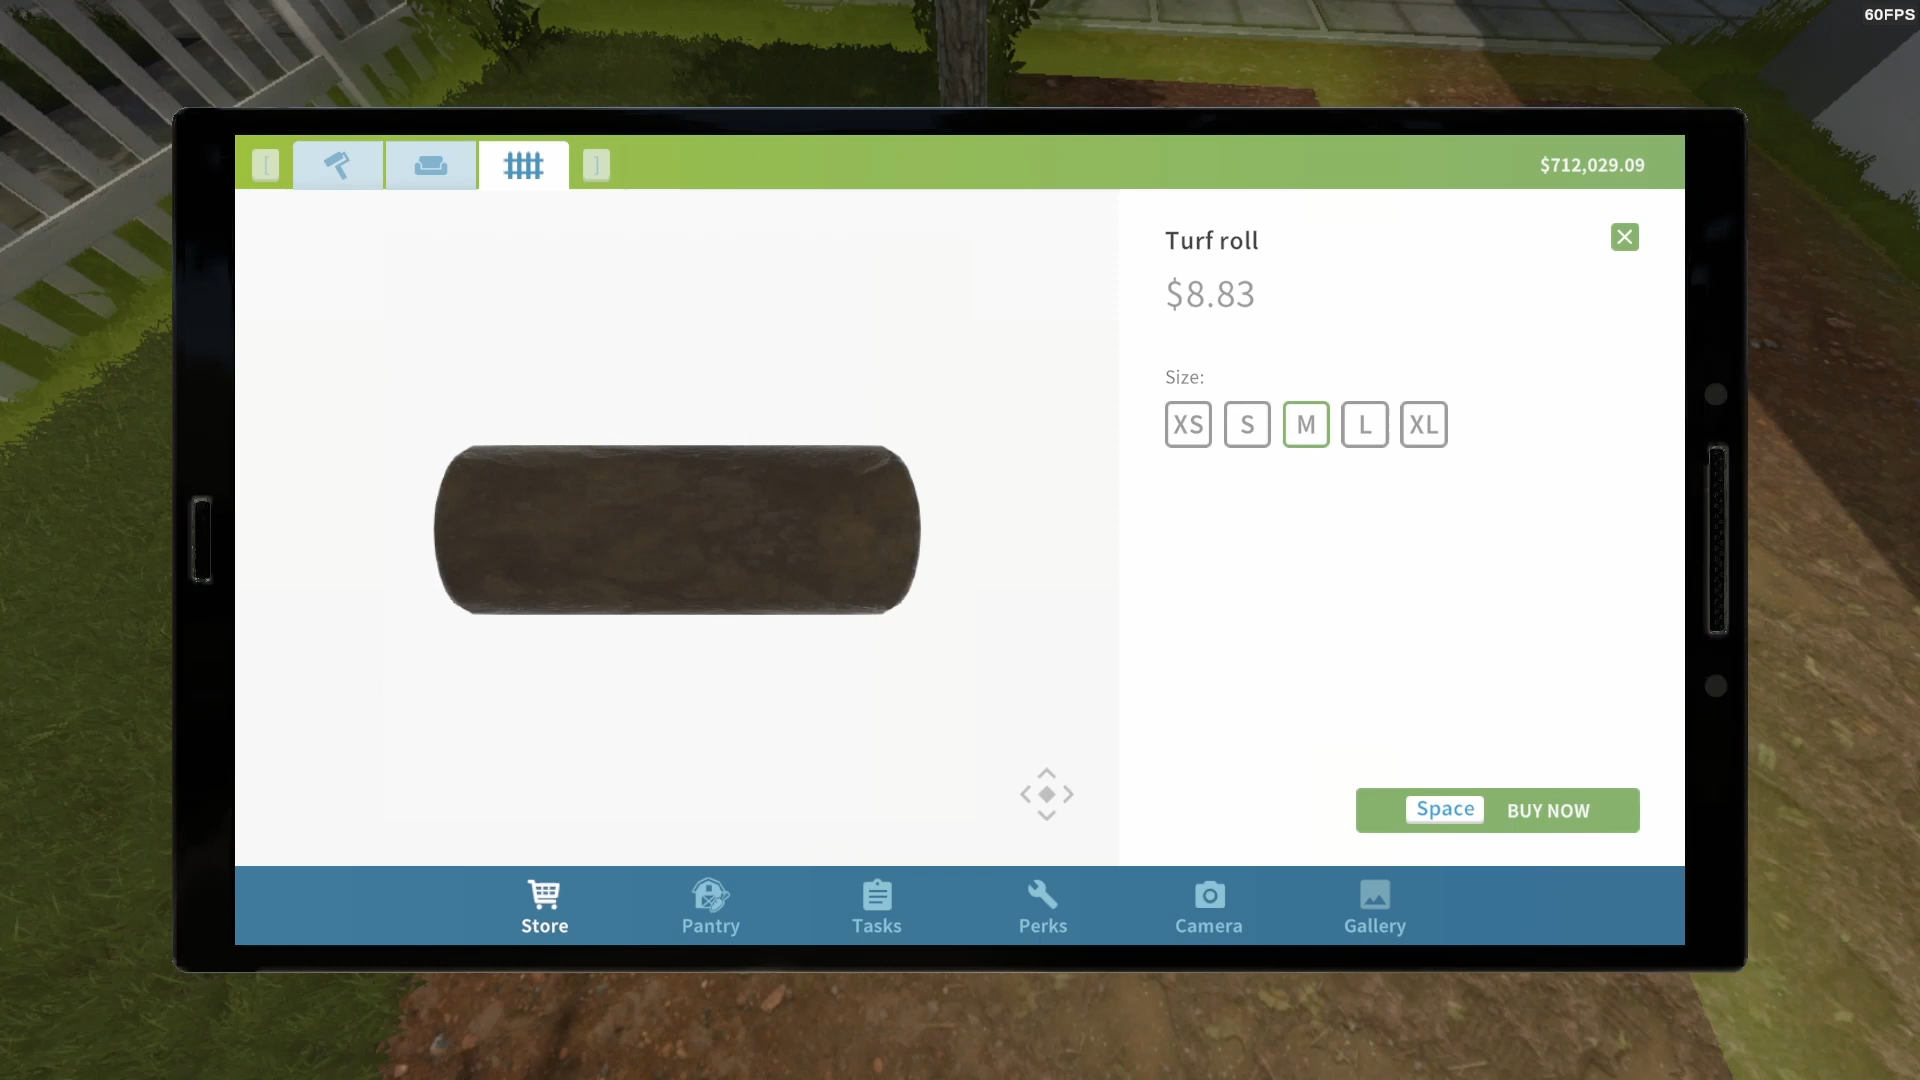 60FPS
[
]
$712,029.09
Turf roll
$8.83
Size:
XS S M L XL
Space BUY NOW
Store Pantry Tasks Perks Camera Gallery